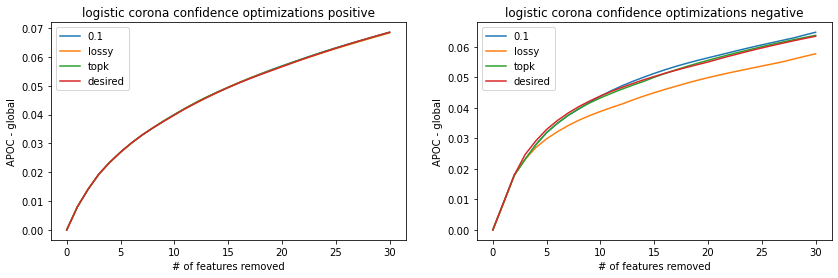 logistic corona confidence optimizations positive
0.1
lossy
topk
desired
0.07
0.06
0.05
0.04
0.03
0.02
0.01
0.00
APOC - global
0 5 10 15 20 25 30
# of features removed
logistic corona confidence optimizations negative
0.1
lossy
topk
desired
0.06
0.05
0.04
0.03
0.02
0.01
0.00
APOC - global
0 5 10 15 20 25 30
# of features removed